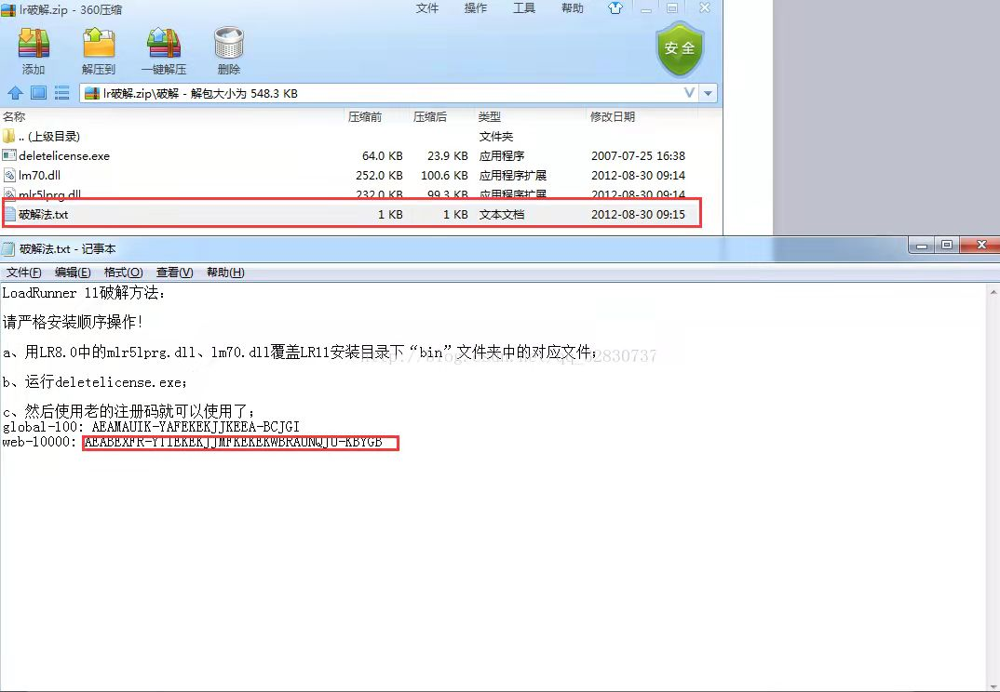 lr破解.zip - 360压缩
文件 操作 工具 帮助
添加 解压到 一键解压 删除
安全
lr破解.zip\破解 - 解包大小为 548.3 KB
名称 压缩前 压缩后 类型 修改日期
.. (上级目录) 文件夹
deletelicense.exe 64.0 KB 23.9 KB 应用程序 2007-07-25 16:38
lm70.dll 252.0 KB 100.6 KB 应用程序扩展 2012-08-30 09:14
mlr5lprg.dll 232.0 KB 99.3 KB 应用程序扩展 2012-08-30 09:14
破解法.txt 1 KB 1 KB 文本文档 2012-08-30 09:15
破解法.txt - 记事本
文件(F) 编辑(E) 格式(O) 查看(V) 帮助(H)
LoadRunner 11破解方法：
请严格安装顺序操作！
a、用LR8.0中的mlr5lprg.dll、lm70.dll覆盖LR11安装目录下“bin”文件夹中的对应文件；
b、运行deletelicense.exe；
c、然后使用老的注册码就可以使用了；
global-100: AEAMAUIK-YAFEKEKJJKEEA-BCJGI
web-10000: AEABEXFR-YTIEKEKJJMFKEKEKWBRAUNQJU-KBYGB